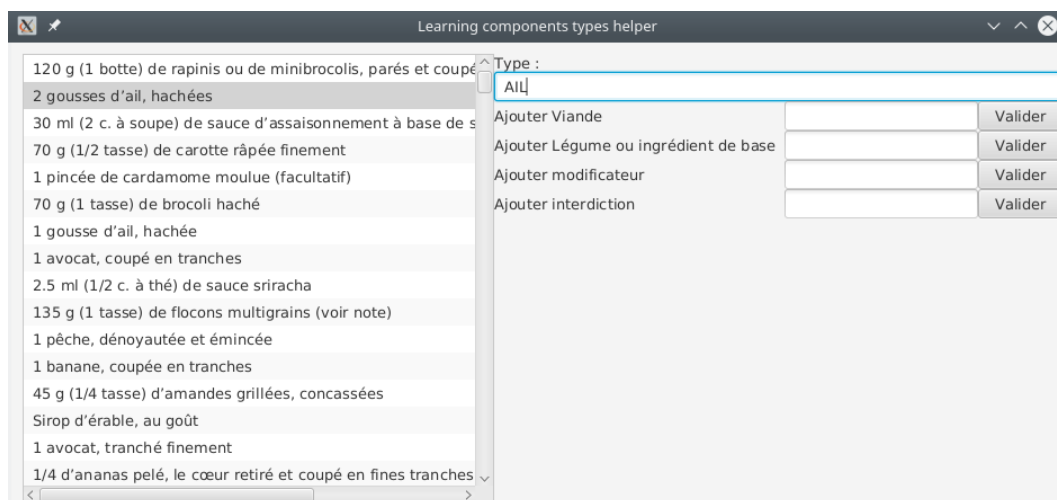 Learning components types helper
120 g (1 botte) de rapinis ou de minibrocolis, parés et coupé
2 gousses d’ail, hachées
30 ml (2 c. à soupe) de sauce d’assaisonnement à base de s
70 g (1/2 tasse) de carotte râpée finement
1 pincée de cardamome moulue (facultatif)
70 g (1 tasse) de brocoli haché
1 gousse d’ail, hachée
1 avocat, coupé en tranches
2.5 ml (1/2 c. à thé) de sauce sriracha
135 g (1 tasse) de flocons multigrains (voir note)
1 pêche, dénoyautée et émincée
1 banane, coupée en tranches
45 g (1/4 tasse) d’amandes grillées, concassées
Sirop d’érable, au goût
1 avocat, tranché finement
1/4 d’ananas pelé, le cœur retiré et coupé en fines tranches
Type :
AIL
Ajouter Viande Valider
Ajouter Légume ou ingrédient de base Valider
Ajouter modificateur Valider
Ajouter interdiction Valider